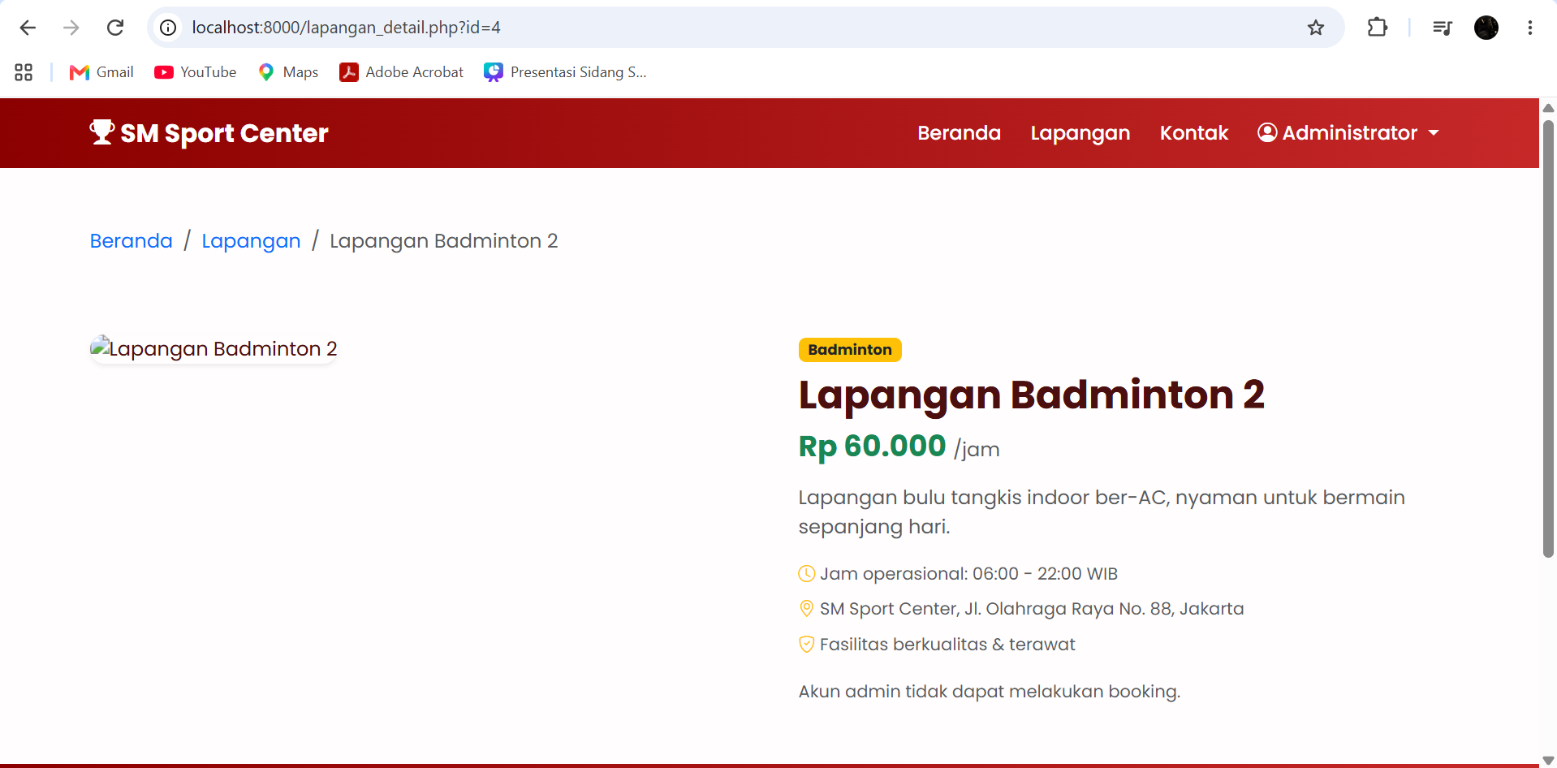 localhost:8000/lapangan_detail.php?id=4
Gmail YouTube Maps Adobe Acrobat Presentasi Sidang S...
SM Sport Center Beranda Lapangan Kontak Administrator
Beranda / Lapangan / Lapangan Badminton 2
Lapangan Badminton 2
Badminton
Lapangan Badminton 2
Rp 60.000 /jam
Lapangan bulu tangkis indoor ber-AC, nyaman untuk bermain
sepanjang hari.
Jam operasional: 06:00 - 22:00 WIB
SM Sport Center, Jl. Olahraga Raya No. 88, Jakarta
Fasilitas berkualitas & terawat
Akun admin tidak dapat melakukan booking.